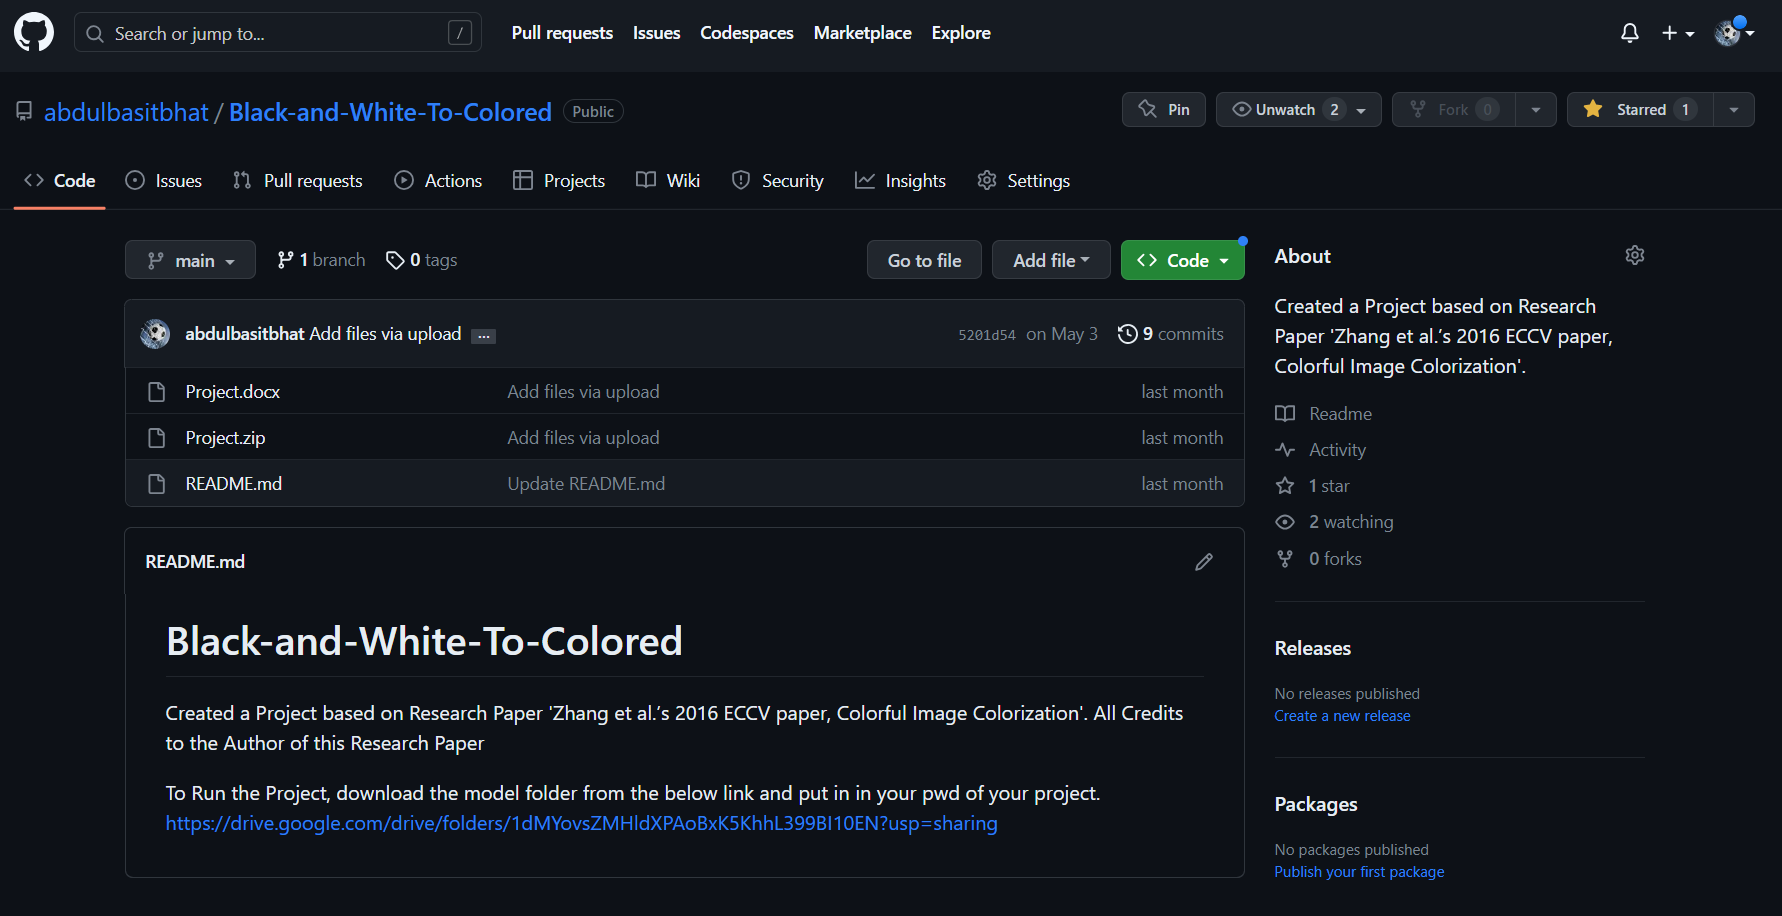 Search or jump to... /
Pull requests Issues Codespaces Marketplace Explore
abdulbasitbhat / Black-and-White-To-Colored Public
Pin Unwatch 2 Fork 0 Starred 1
Code Issues Pull requests Actions Projects Wiki Security Insights Settings
main 1 branch 0 tags Go to file Add file Code
abdulbasitbhat Add files via upload ... 5201d54 on May 3 9 commits
Project.docx Add files via upload last month
Project.zip Add files via upload last month
README.md Update README.md last month
README.md
Black-and-White-To-Colored
Created a Project based on Research Paper 'Zhang et al.’s 2016 ECCV paper, Colorful Image Colorization'. All Credits
to the Author of this Research Paper
To Run the Project, download the model folder from the below link and put in in your pwd of your project.
https://drive.google.com/drive/folders/1dMYovsZMHldXPAoBxK5KhhL399BI10EN?usp=sharing
About
Created a Project based on Research
Paper 'Zhang et al.’s 2016 ECCV paper,
Colorful Image Colorization'.
Readme
Activity
1 star
2 watching
0 forks
Releases
No releases published
Create a new release
Packages
No packages published
Publish your first package